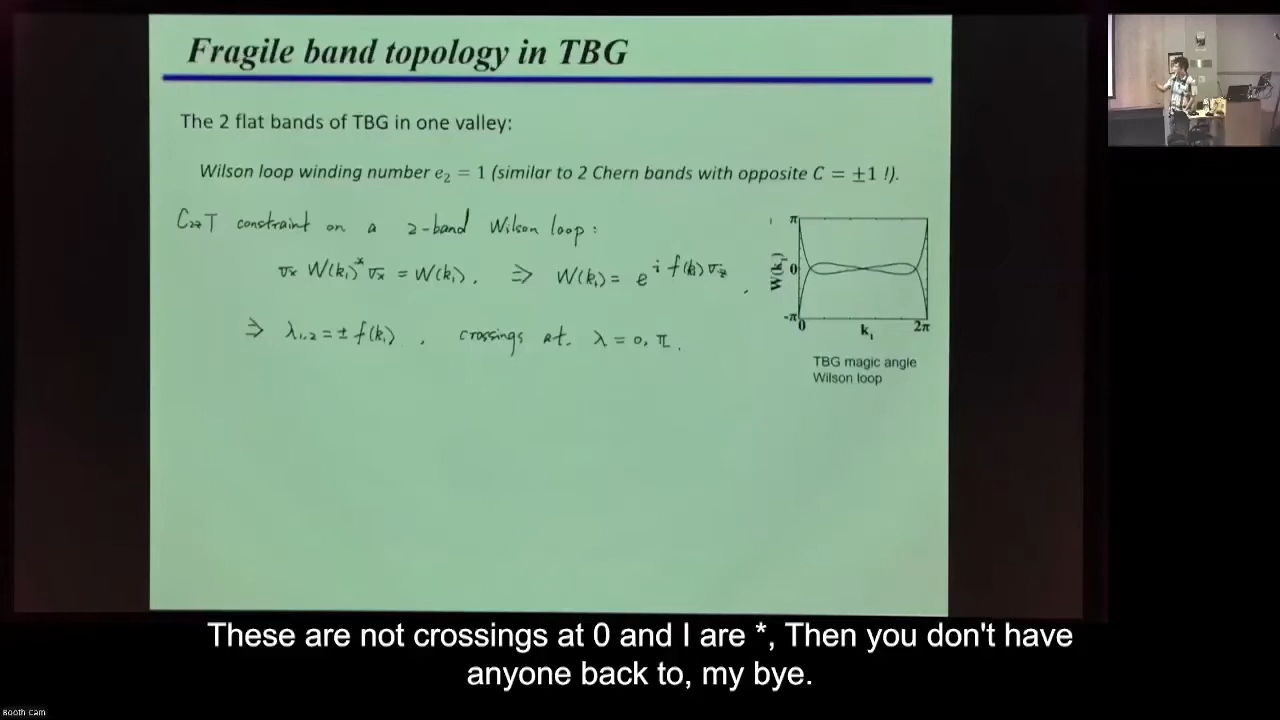 Fragile band topology in TBG
The 2 flat bands of TBG in one valley:
Wilson loop winding number e₂ = 1 (similar to 2 Chern bands with opposite C = ±1 !).
C₂zT constraint on a 2-band Wilson loop:
σx W(k₁)* σx = W(k₁). ⇒ W(k₁) = e^{i f(k) σz}.
⇒ λ₁,₂ = ± f(k₁). crossings at. λ = 0, π.
π
W(k₁)
0
-π
0
k₁
2π
TBG magic angle
Wilson loop
These are not crossings at 0 and I are *, Then you don't have
anyone back to, my bye.
Booth Cam